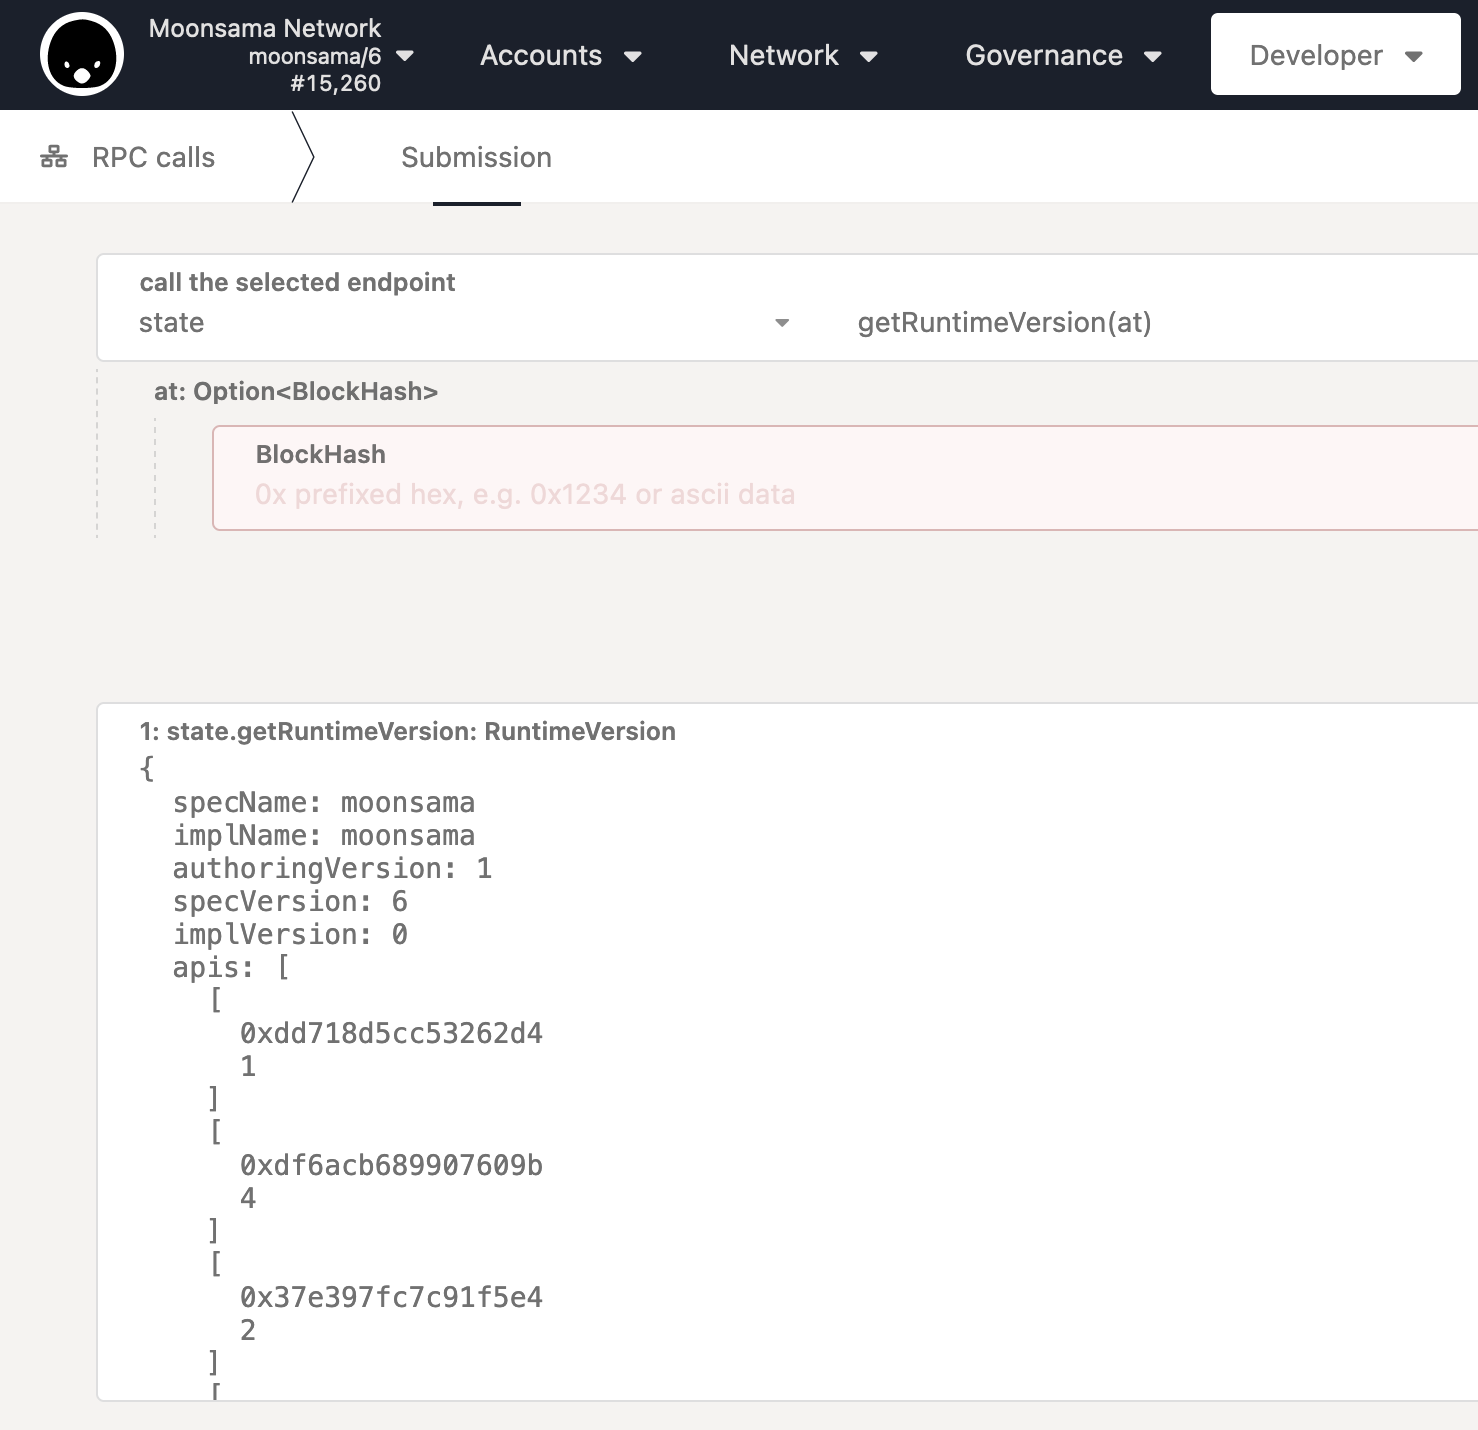 Moonsama Network
moonsama/6
#15,260
Accounts
Network
Governance
Developer
RPC calls
Submission
call the selected endpoint
state
getRuntimeVersion(at)
at: Option<BlockHash>
BlockHash
0x prefixed hex, e.g. 0x1234 or ascii data
1: state.getRuntimeVersion: RuntimeVersion
{
specName: moonsama
implName: moonsama
authoringVersion: 1
specVersion: 6
implVersion: 0
apis: [
[
0xdd718d5cc53262d4
1
]
[
0xdf6acb689907609b
4
]
[
0x37e397fc7c91f5e4
2
]
[